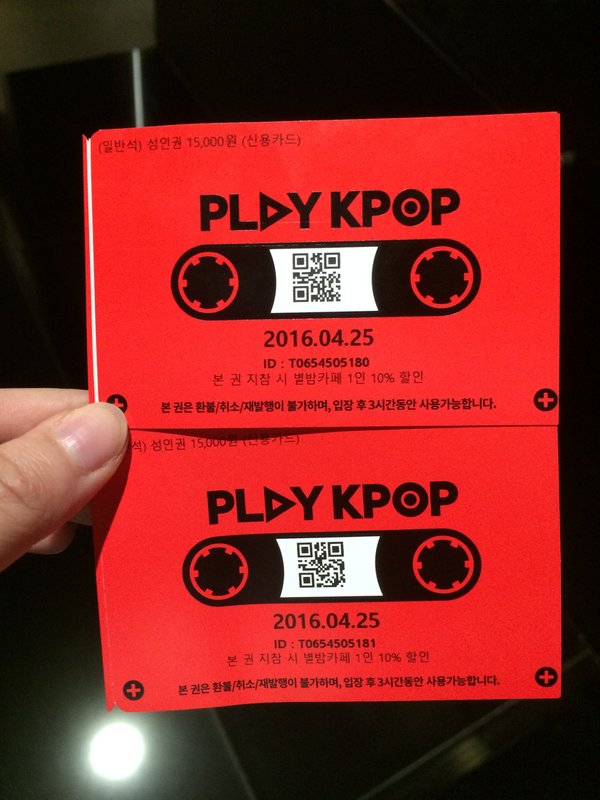 (일반석) 성인권 15,000원 (신용카드)
PLAY KPOP
2016.04.25
ID : T0654505180
본 권 지참 시 별밤카페 1인 10% 할인
본 권은 환불/취소/재발행이 불가하며, 입장 후 3시간동안 사용가능합니다.
석) 성인권 15,000원 (신용카드)
PLAY KPOP
2016.04.25
ID : T0654505181
본 권 지참 시 별밤카페 1인 10% 할인
본 권은 환불/취소/재발행이 불가하며, 입장 후 3시간동안 사용가능합니다.